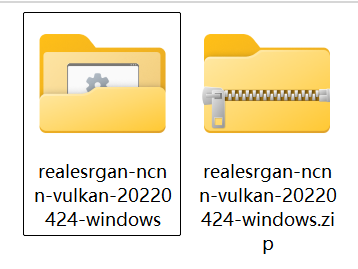 realesrgan-ncn
n-vulkan-20220
424-windows
realesrgan-ncn
n-vulkan-20220
424-windows.zi
p